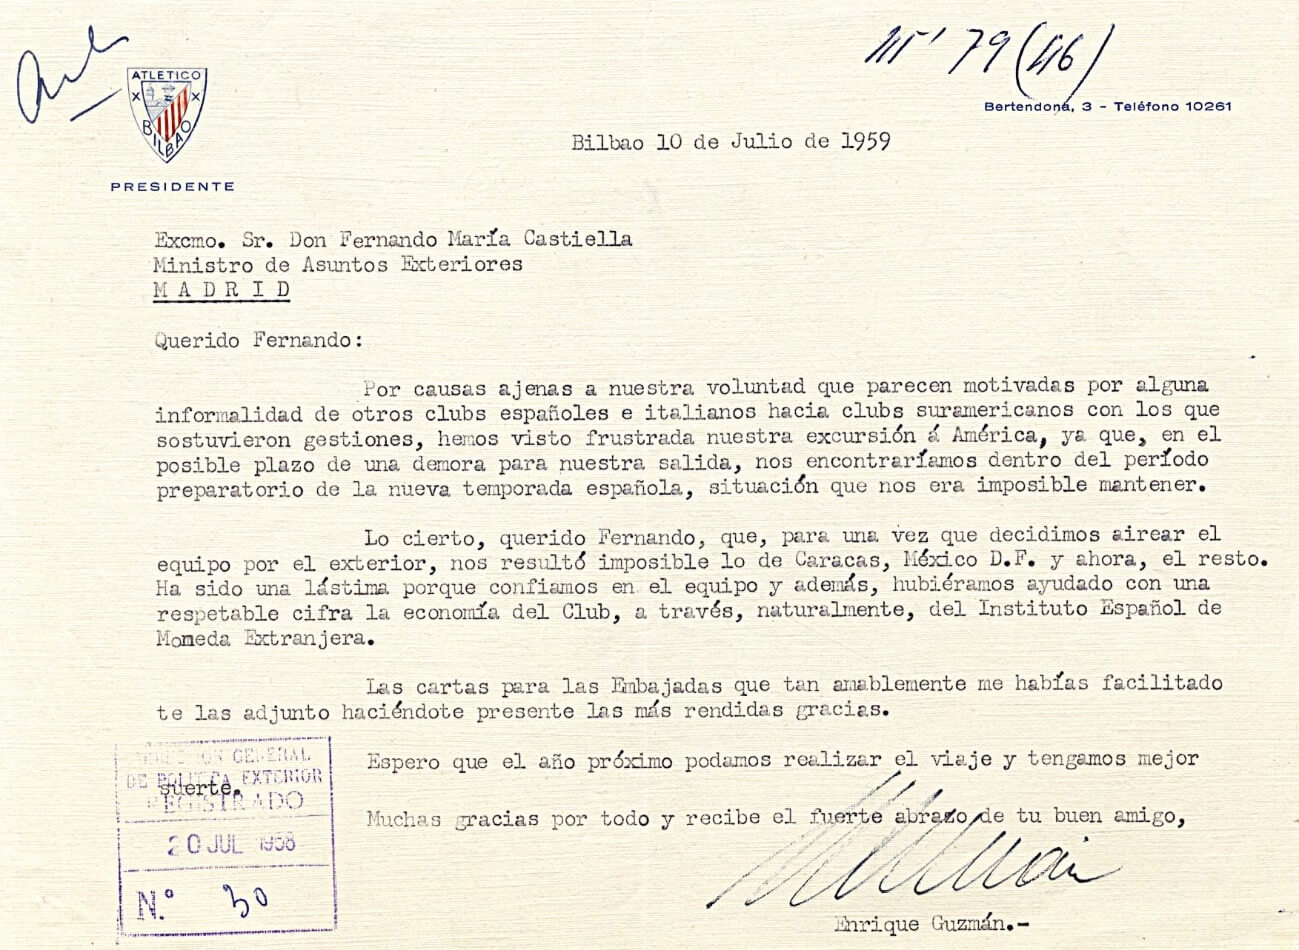 ATLETICO
BILBAO
PRESIDENTE
79 (46)
Bertendona, 3 - Teléfono 10261
Bilbao 10 de Julio de 1959
Excmo. Sr. Don Fernando María Castiella
Ministro de Asuntos Exteriores
M A D R I D
Querido Fernando:
Por causas ajenas a nuestra voluntad que parecen motivadas por alguna
informalidad de otros clubs españoles e italianos hacia clubs suramericanos con los que
sostuvieron gestiones, hemos visto frustrada nuestra excursión á América, ya que, en el
posible plazo de una demora para nuestra salida, nos encontraríamos dentro del período
preparatorio de la nueva temporada española, situación que nos era imposible mantener.
Lo cierto, querido Fernando, que, para una vez que decidimos airear el
equipo por el exterior, nos resultó imposible lo de Caracas, México D.F. y ahora, el resto.
Ha sido una lástima porque confiamos en el equipo y además, hubiéramos ayudado con una
respetable cifra la economía del Club, a través, naturalmente, del Instituto Español de
Moneda Extranjera.
Las cartas para las Embajadas que tan amablemente me habías facilitado
te las adjunto haciéndote presente las más rendidas gracias.
Espero que el año próximo podamos realizar el viaje y tengamos mejor
suerte.
Muchas gracias por todo y recibe el fuerte abrazo de tu buen amigo,
Enrique Guzmán.-
GENERAL
DE POLITICA EXTERIOR
REGISTRADO
20 JUL 1958
N.º 30